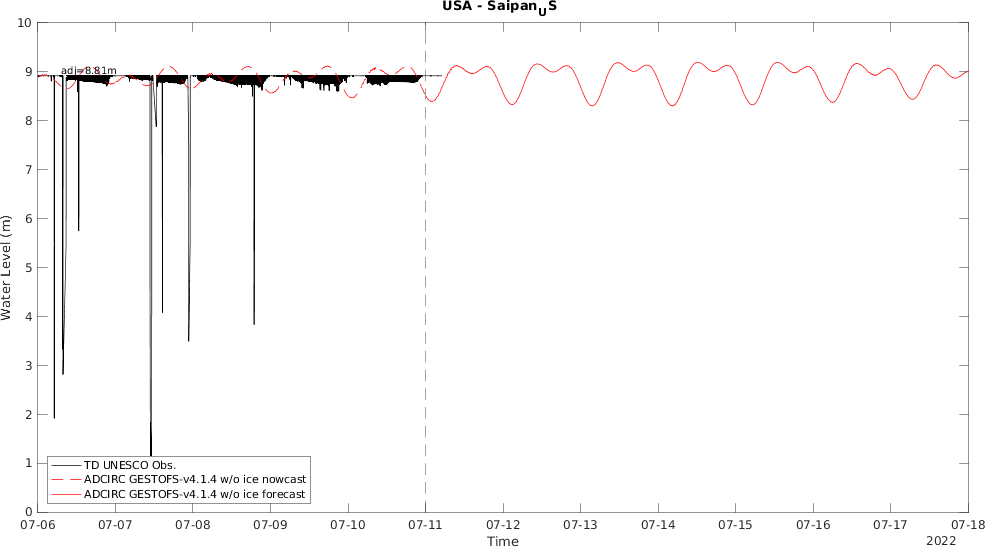 USA - SaipanUS
10
9
8
7
6
5
4
3
2
1
0
Water Level (m)
adj=8.81m
TD UNESCO Obs.
ADCIRC GESTOFS-v4.1.4 w/o ice nowcast
ADCIRC GESTOFS-v4.1.4 w/o ice forecast
07-06 07-07 07-08 07-09 07-10 07-11 07-12 07-13 07-14 07-15 07-16 07-17 07-18
Time
2022